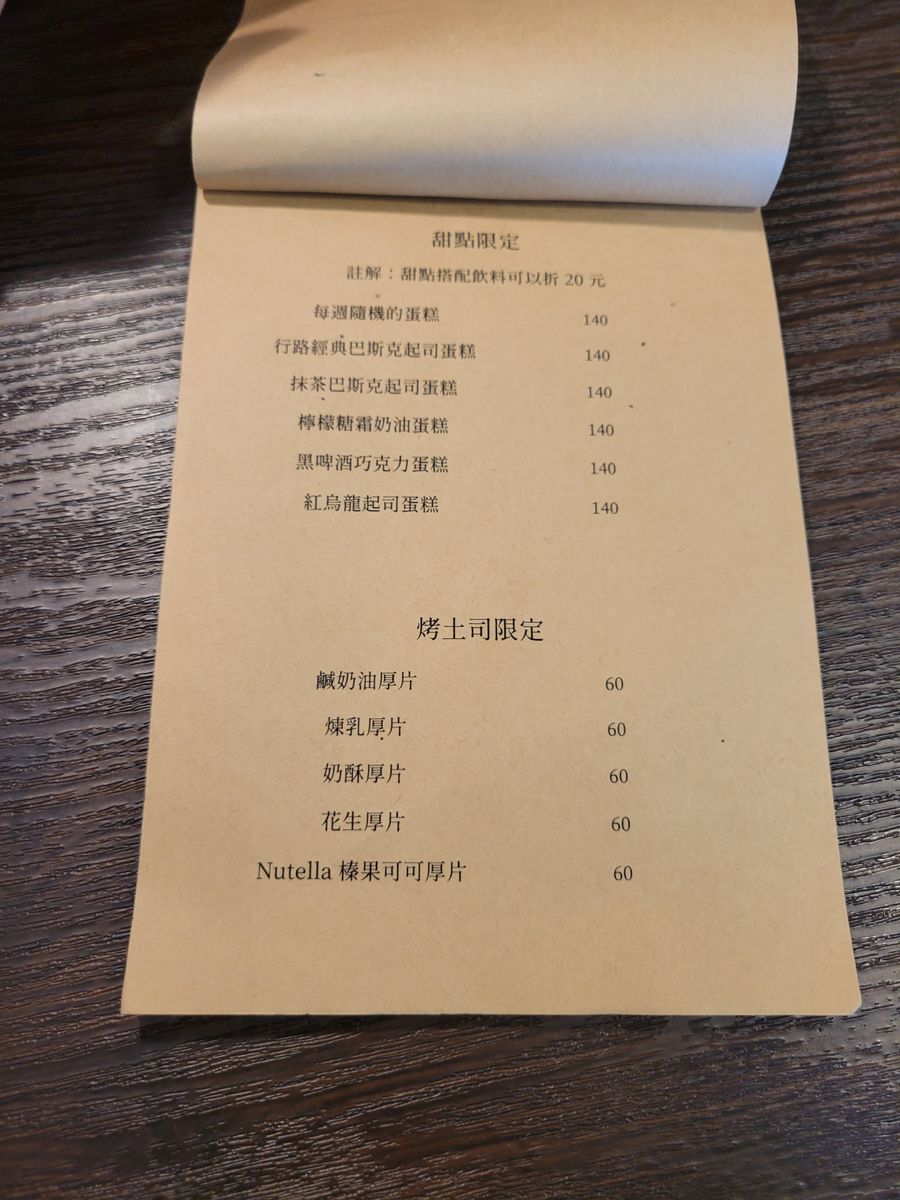 甜點限定
註解：甜點搭配飲料可以折 20 元
每週隨機的蛋糕 140
行路經典巴斯克起司蛋糕 140
抹茶巴斯克起司蛋糕 140
檸檬糖霜奶油蛋糕 140
黑啤酒巧克力蛋糕 140
紅烏龍起司蛋糕 140
烤土司限定
鹹奶油厚片 60
煉乳厚片 60
奶酥厚片 60
花生厚片 60
Nutella 榛果可可厚片 60